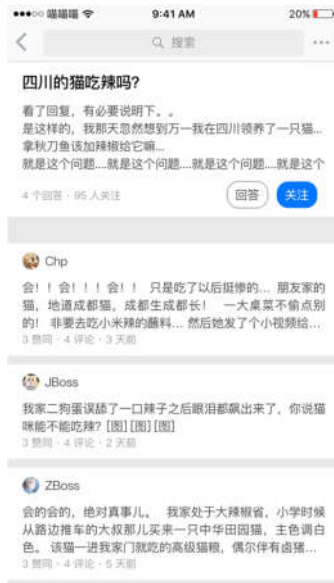 喵喵喵 9:41 AM 20%
搜索
四川的猫吃辣吗?
看了回复，有必要说明下。。
是这样的，我那天忽然想到万一我在四川领养了一只猫...
拿秋刀鱼该加辣椒给它嘛...
就是这个问题....就是这个问题....就是这个问题....就是这个
4 个回答 · 95 人关注 回答 关注
Chp
会！！会！！！会！！ 只是吃了以后挺惨的... 朋友家的
猫，地道成都猫，成都生成都长！ 一大桌菜不偷点别
的！ 非要去吃小米辣的蘸料... 然后她发了个小视频给...
3 赞同 · 4 评论 · 3 天前
JBoss
我家二狗蛋误舔了一口辣子之后眼泪都飙出来了，你说猫
咪能不能吃辣？[图] [图] [图]
3 赞同 · 4 评论 · 2 天前
ZBoss
会的会的，绝对真事儿。 我家处于大辣椒省，小学时候
从路边推车的大叔那儿买来一只中华田园猫，主色调白
色。 该猫一进我家门就吃的高级猫粮，偶尔伴有卤猪...
3 赞同 · 4 评论 · 5 天前